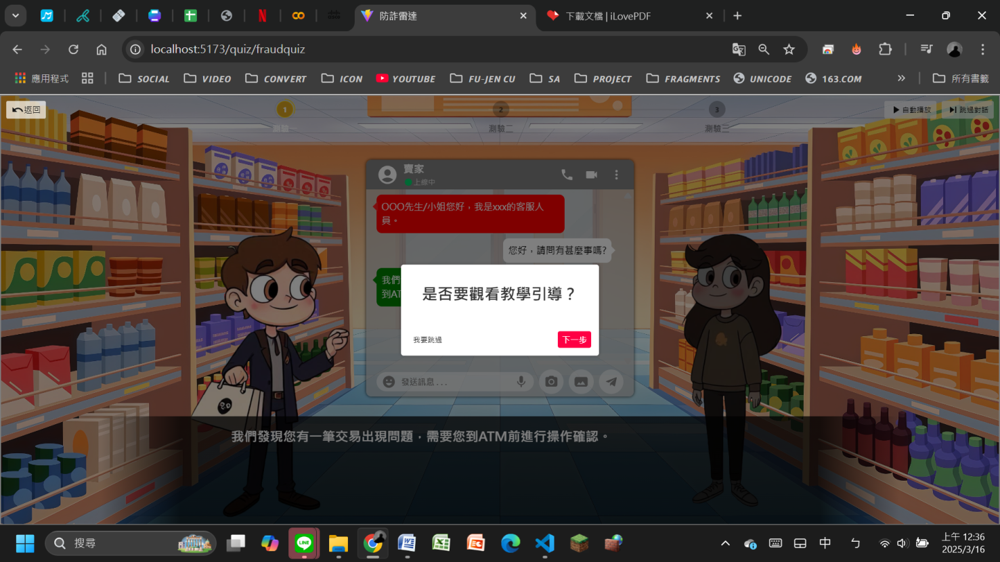 防詐雷達
下載文檔 | iLovePDF
localhost:5173/quiz/fraudquiz
應用程式
SOCIAL
VIDEO
CONVERT
ICON
YOUTUBE
FU-JEN CU
SA
PROJECT
FRAGMENTS
UNICODE
163.COM
所有書籤
返回
1
測驗一
2
測驗二
3
測驗三
自動播放
跳過對話
賣家
上線中
OOO先生/小姐您好，我是xxx的客服人
員。
您好，請問有甚麼事嗎?
我們
到AT
是否要觀看教學引導？
我要跳過
下一步
發送訊息 . . .
我們發現您有一筆交易出現問題，需要您到ATM前進行操作確認。
搜尋
LINE
中
ㄅ
上午 12:36
2025/3/16